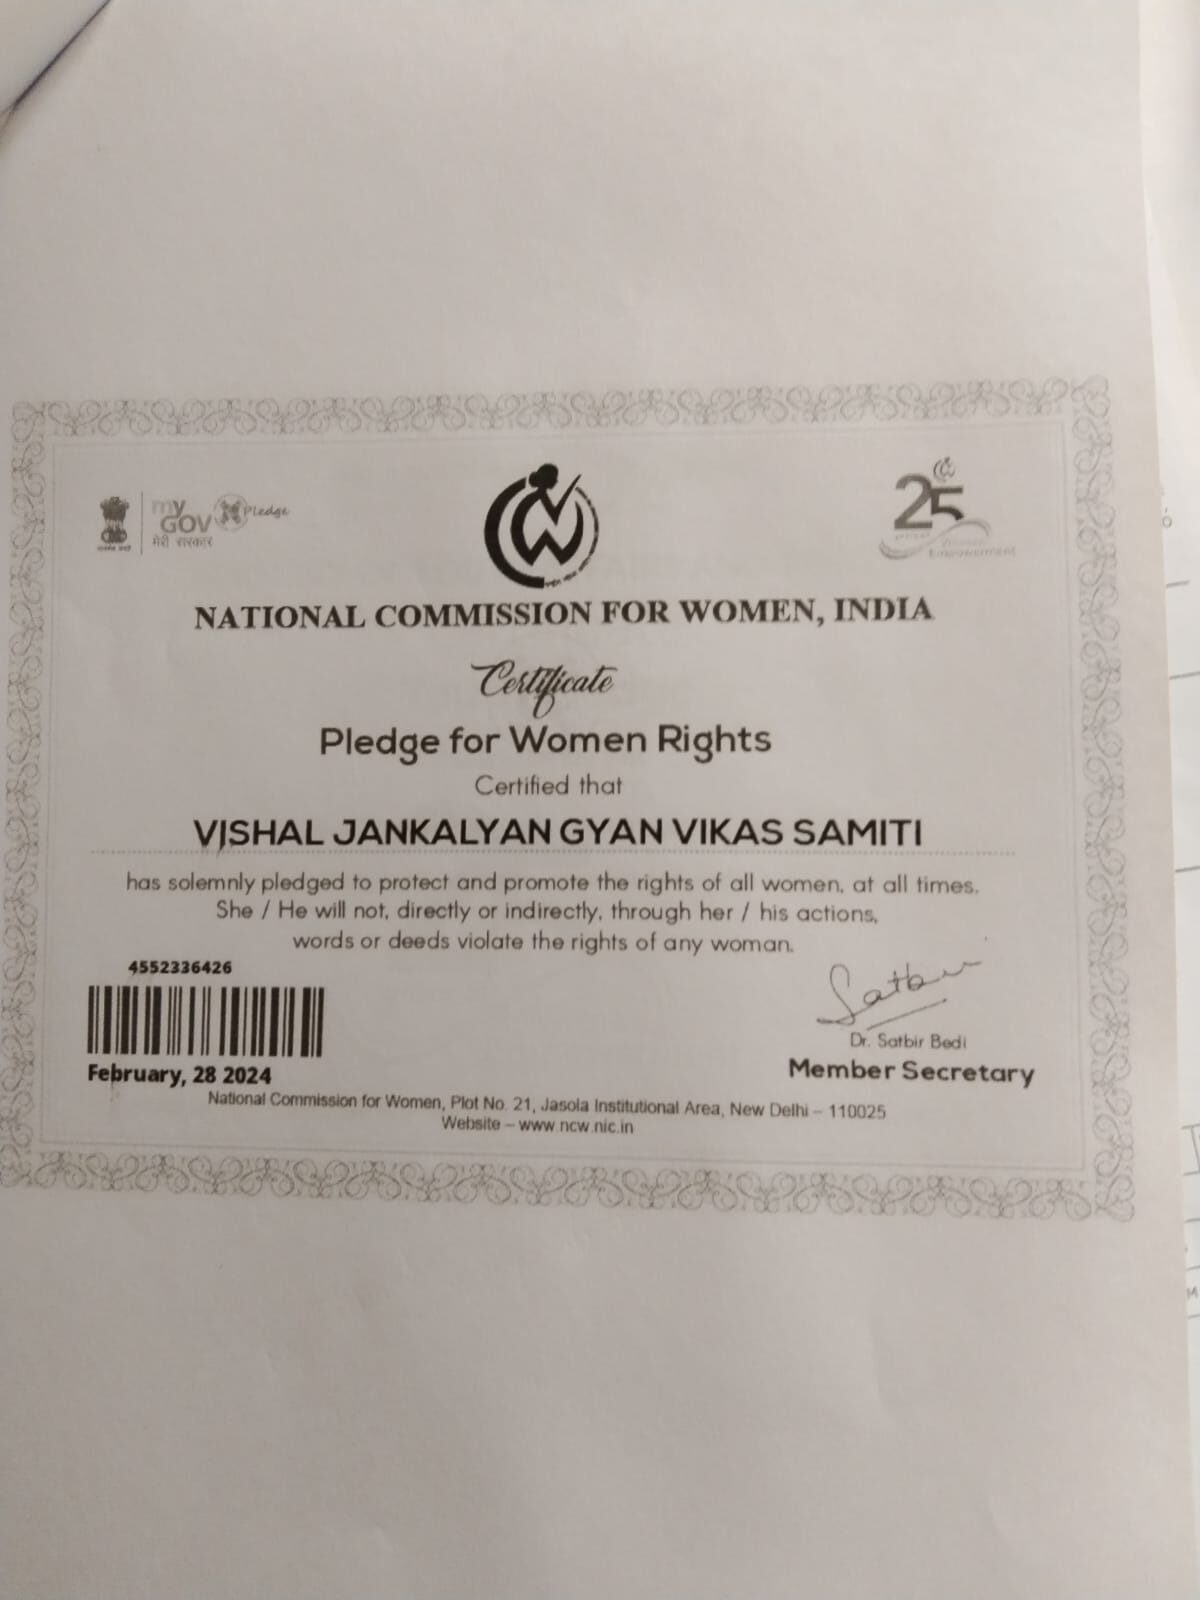 my
GOV
मेरी सरकार
Pledge
25
Empowerment
NATIONAL COMMISSION FOR WOMEN, INDIA
Certificate
Pledge for Women Rights
Certified that
VISHAL JANKALYAN GYAN VIKAS SAMITI
has solemnly pledged to protect and promote the rights of all women, at all times.
She / He will not, directly or indirectly, through her / his actions,
words or deeds violate the rights of any woman.
4552336426
February, 28 2024
Satbir
Dr. Satbir Bedi
Member Secretary
National Commission for Women, Plot No. 21, Jasola Institutional Area, New Delhi – 110025
Website – www.ncw.nic.in